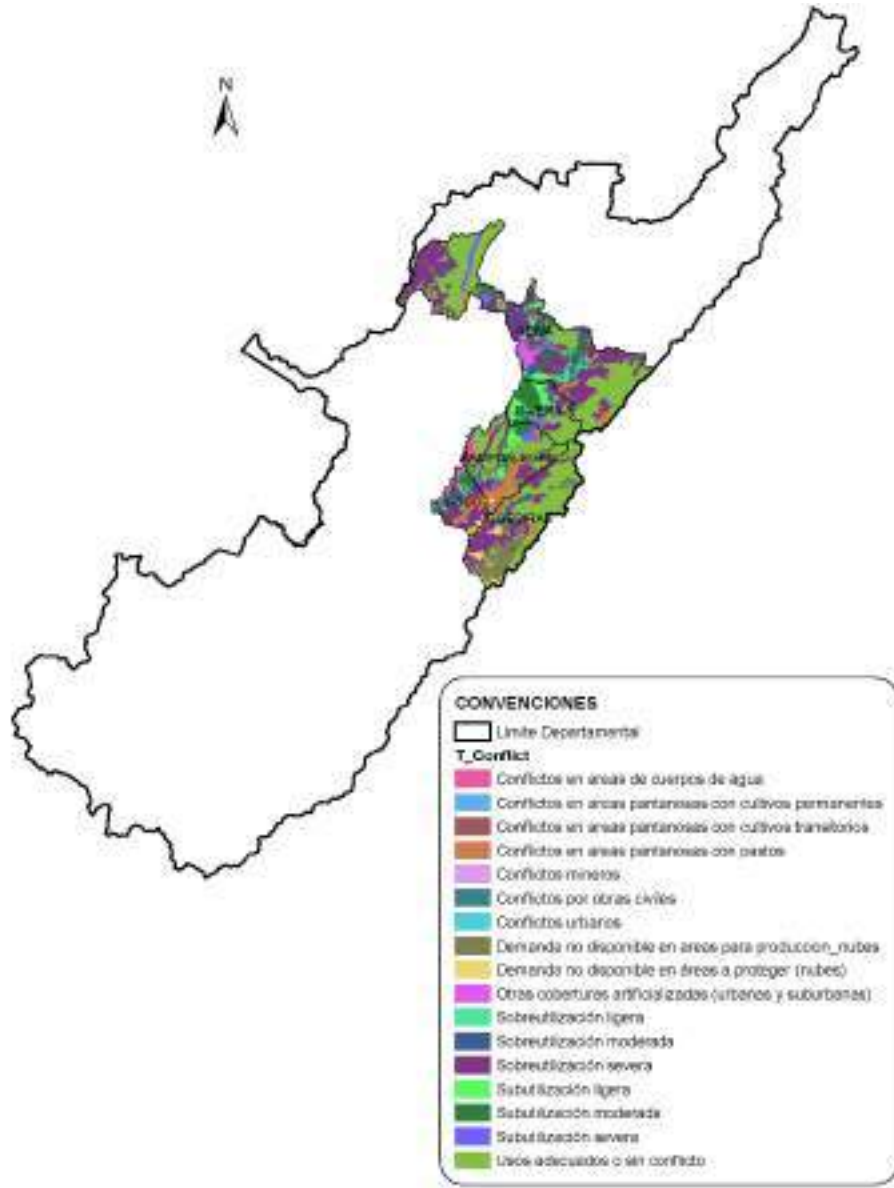 N
CONVENCIONES
Limite Departamental
T_Conflict
Conflictos en areas de cuerpos de agua
Conflictos en areas pantanosas con cultivos permanentes
Conflictos en areas pantanosas con cultivos transitorios
Conflictos en areas pantanosas con pastos
Conflictos mineros
Conflictos por obras civiles
Conflictos urbanos
Demanda no disponible en areas para produccion_nubes
Demanda no disponible en áreas a proteger (nubes)
Otras coberturas artificializadas (urbanas y suburbanas)
Sobreutilización ligera
Sobreutilización moderada
Sobreutilización severa
Subutilización ligera
Subutilización moderada
Subutilización severa
Usos adecuados o sin conflicto